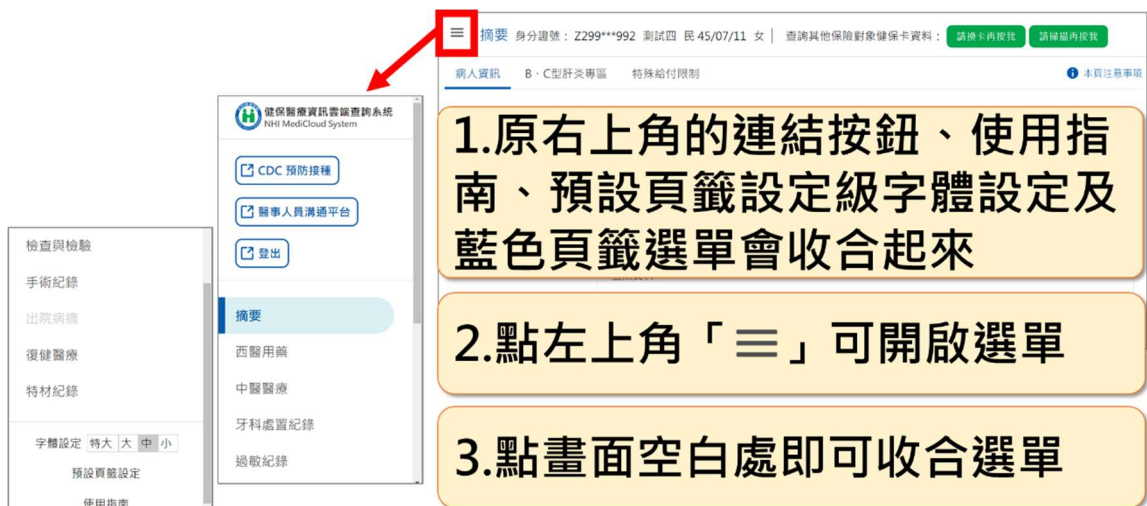 摘要 身分證號：Z299***992 測試四 民45/07/11 女｜ 查詢其他保險對象健保卡資料： 請換卡再按我 請掃描再按我
病人資訊 B、C型肝炎專區 特殊給付限制 本頁注意事項
健保醫療資訊雲端查詢系統
NHI MediCloud System
CDC 預防接種
醫事人員溝通平台
登出
摘要
西醫用藥
中醫醫療
牙科處置紀錄
過敏紀錄
檢查與檢驗
手術紀錄
出院病摘
復健醫療
特材紀錄
字體設定 特大 大 中 小
預設頁籤設定
使用指南
1.原右上角的連結按鈕、使用指
南、預設頁籤設定級字體設定及
藍色頁籤選單會收合起來
2.點左上角「≡」可開啟選單
3.點畫面空白處即可收合選單